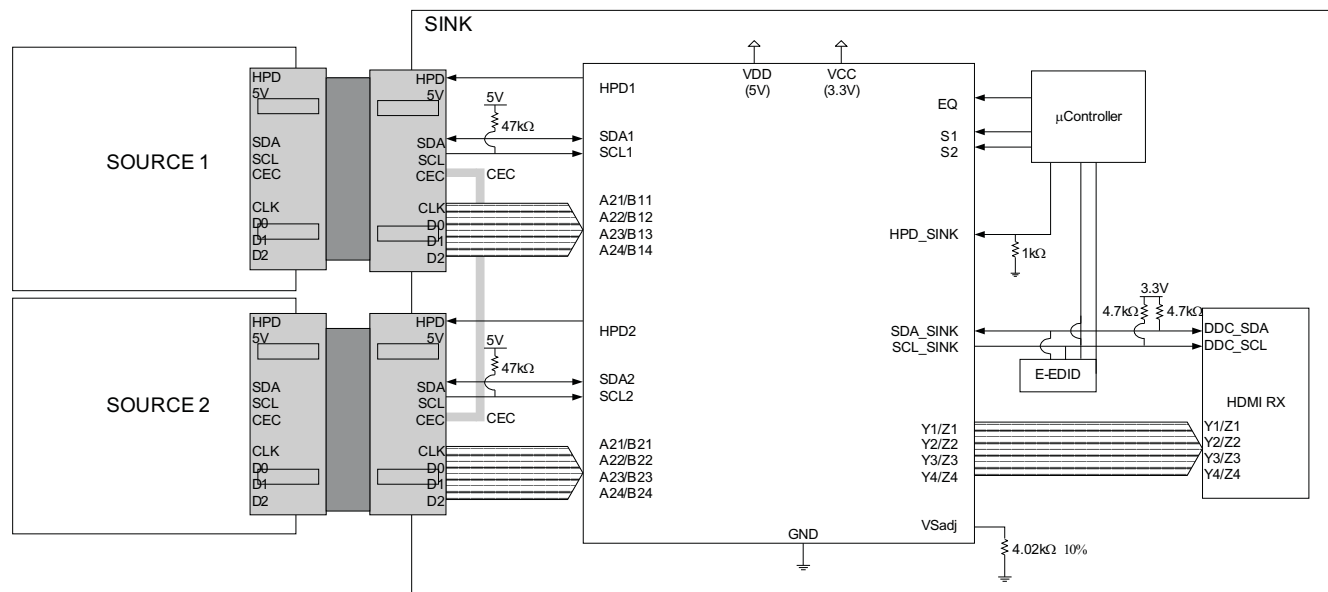 SINK
SOURCE 1
HPD
5V
SDA
SCL
CEC
CLK
D0
D1
D2
HPD
5V
SDA
SCL
CEC
CLK
D0
D1
D2
5V
47kΩ
CEC
HPD1
SDA1
SCL1
A21/B11
A22/B12
A23/B13
A24/B14
VDD
(5V)
VCC
(3.3V)
EQ
S1
S2
HPD_SINK
μController
1kΩ
3.3V
4.7kΩ 4.7kΩ
SDA_SINK
SCL_SINK
E-EDID
DDC_SDA
DDC_SCL
HDMI RX
Y1/Z1
Y2/Z2
Y3/Z3
Y4/Z4
SOURCE 2
HPD
5V
SDA
SCL
CEC
CLK
D0
D1
D2
HPD
5V
SDA
SCL
CEC
CLK
D0
D1
D2
5V
47kΩ
CEC
HPD2
SDA2
SCL2
A21/B21
A22/B22
A23/B23
A24/B24
Y1/Z1
Y2/Z2
Y3/Z3
Y4/Z4
VSadj
GND
4.02kΩ 10%